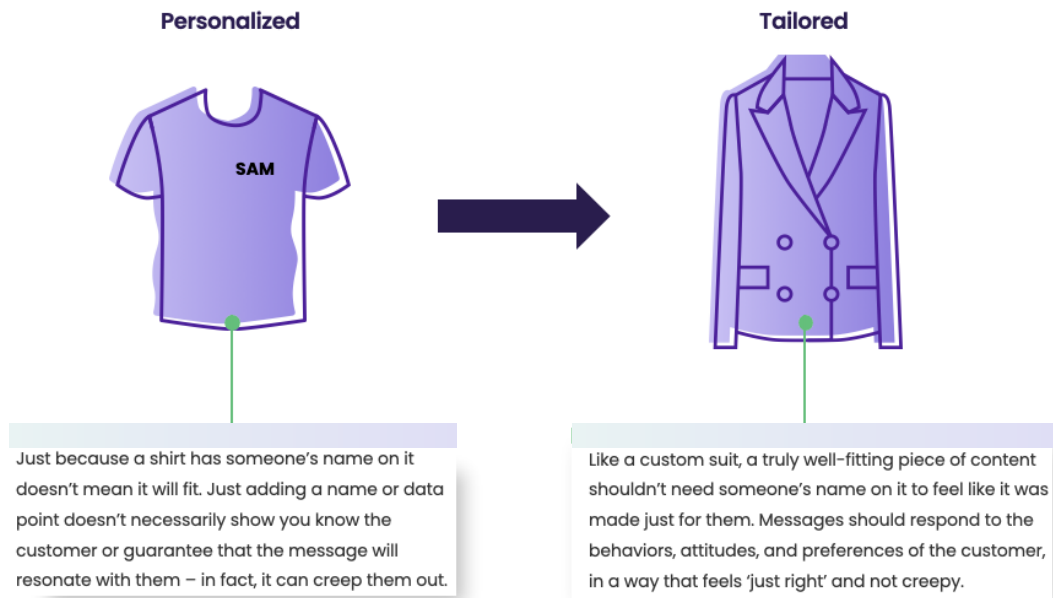 Personalized
Tailored
SAM
Just because a shirt has someone’s name on it
doesn’t mean it will fit. Just adding a name or data
point doesn’t necessarily show you know the
customer or guarantee that the message will
resonate with them – in fact, it can creep them out.
Like a custom suit, a truly well-fitting piece of content
shouldn’t need someone’s name on it to feel like it was
made just for them. Messages should respond to the
behaviors, attitudes, and preferences of the customer,
in a way that feels ‘just right’ and not creepy.